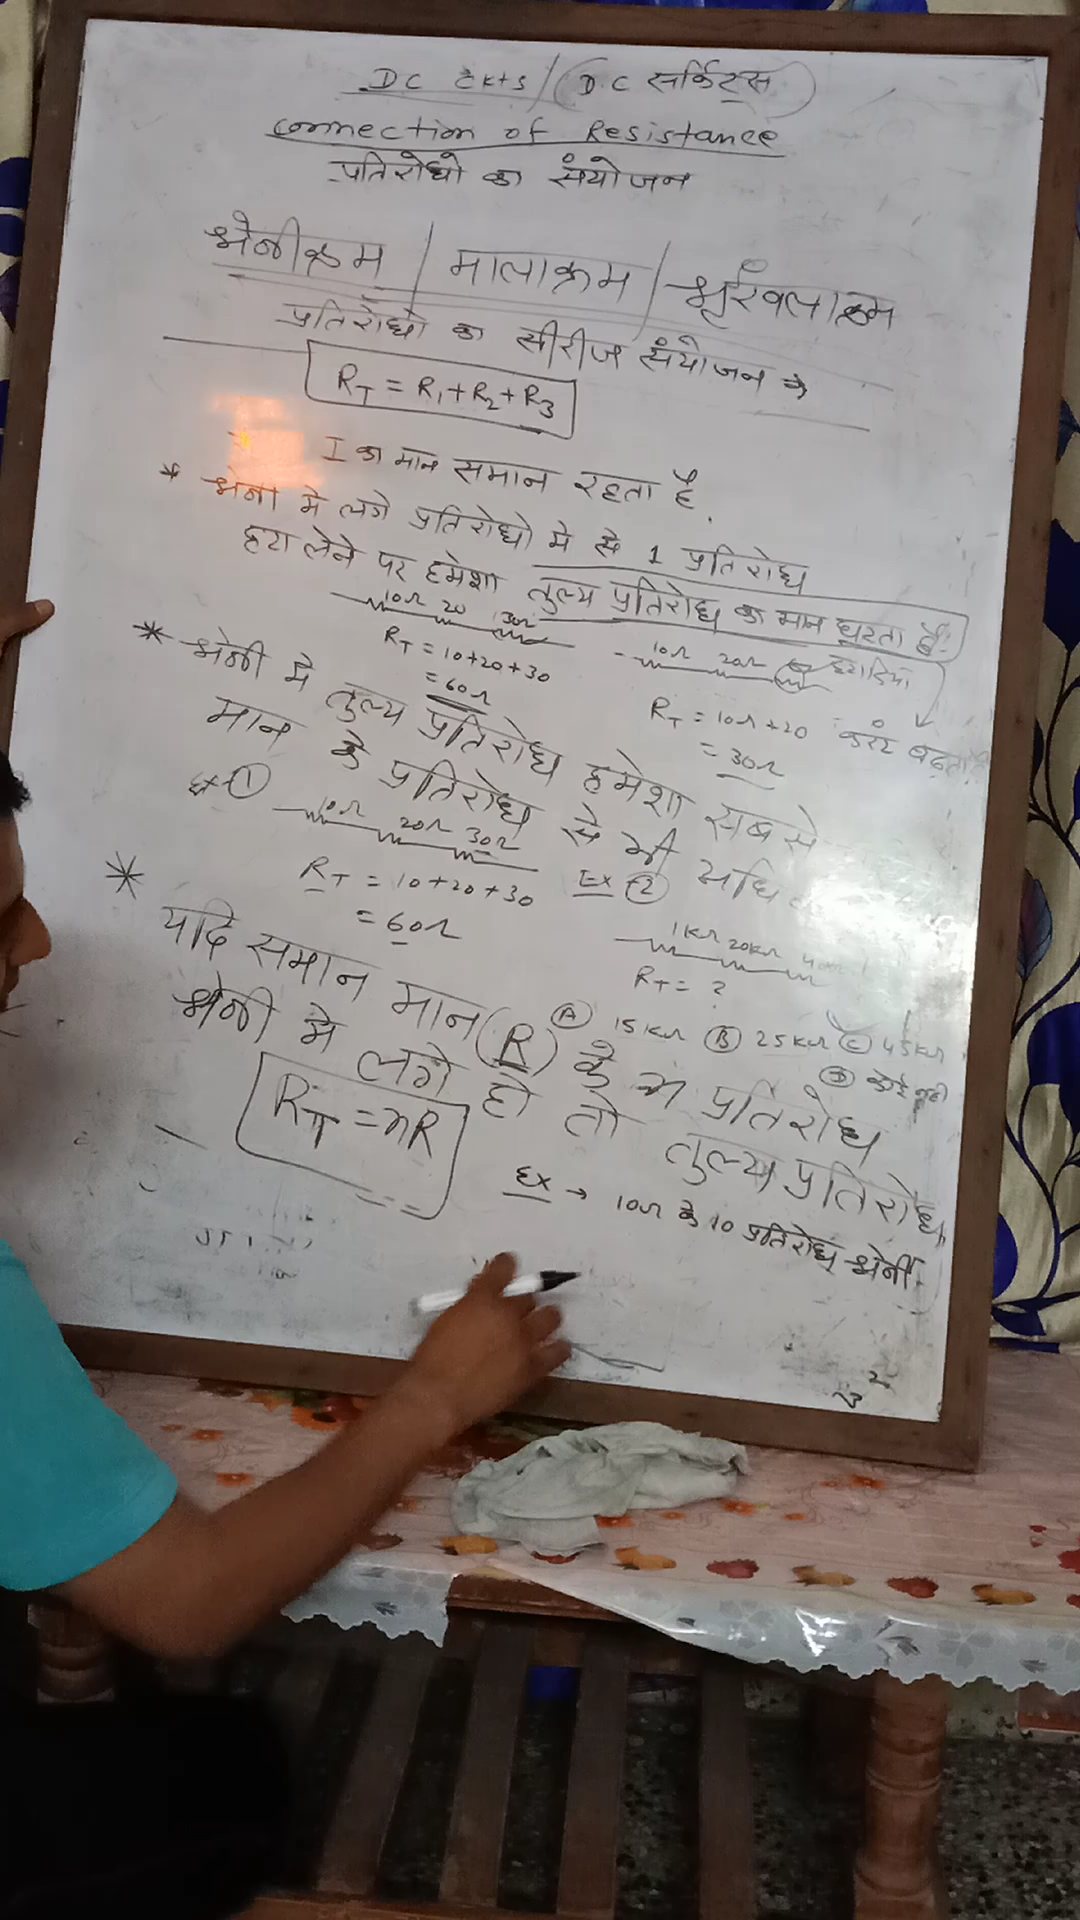 DC CKTS / D.C सर्किट्स
Connection of Resistance
प्रतिरोधो का संयोजन
श्रेणीक्रम / मालाक्रम / श्रृंखलाक्रम
प्रतिरोधो का सीरीज संयोजन →
R_T = R₁ + R₂ + R₃
I का मान समान रहता है.
* श्रेणी मे लगे प्रतिरोधो मे से 1 प्रतिरोध
हटा लेने पर हमेशा तुल्य प्रतिरोध का मान घटता है
10Ω 20 30Ω
R_T = 10+20+30
= 60Ω
10Ω 20Ω हटा दिया
R_T = 10Ω+20
= 30Ω
करंट बढ़ता
* श्रेणी मे तुल्य प्रतिरोध हमेशा सबसे
मान के प्रतिरोध से भी
Ex ①
10Ω 20Ω 30Ω
R_T = 10+20+30
= 60Ω
Ex ②
1KΩ 20KΩ
R_T = ?
Ⓐ 15KΩ Ⓑ 25KΩ Ⓒ 45KΩ
Ⓓ कोई नही
* यदि समान मान (R) के n प्रतिरोध
श्रेणी मे लगे हो तो तुल्य प्रतिरोध
R_T = nR
Ex → 10Ω के 10 प्रतिरोध श्रेणी